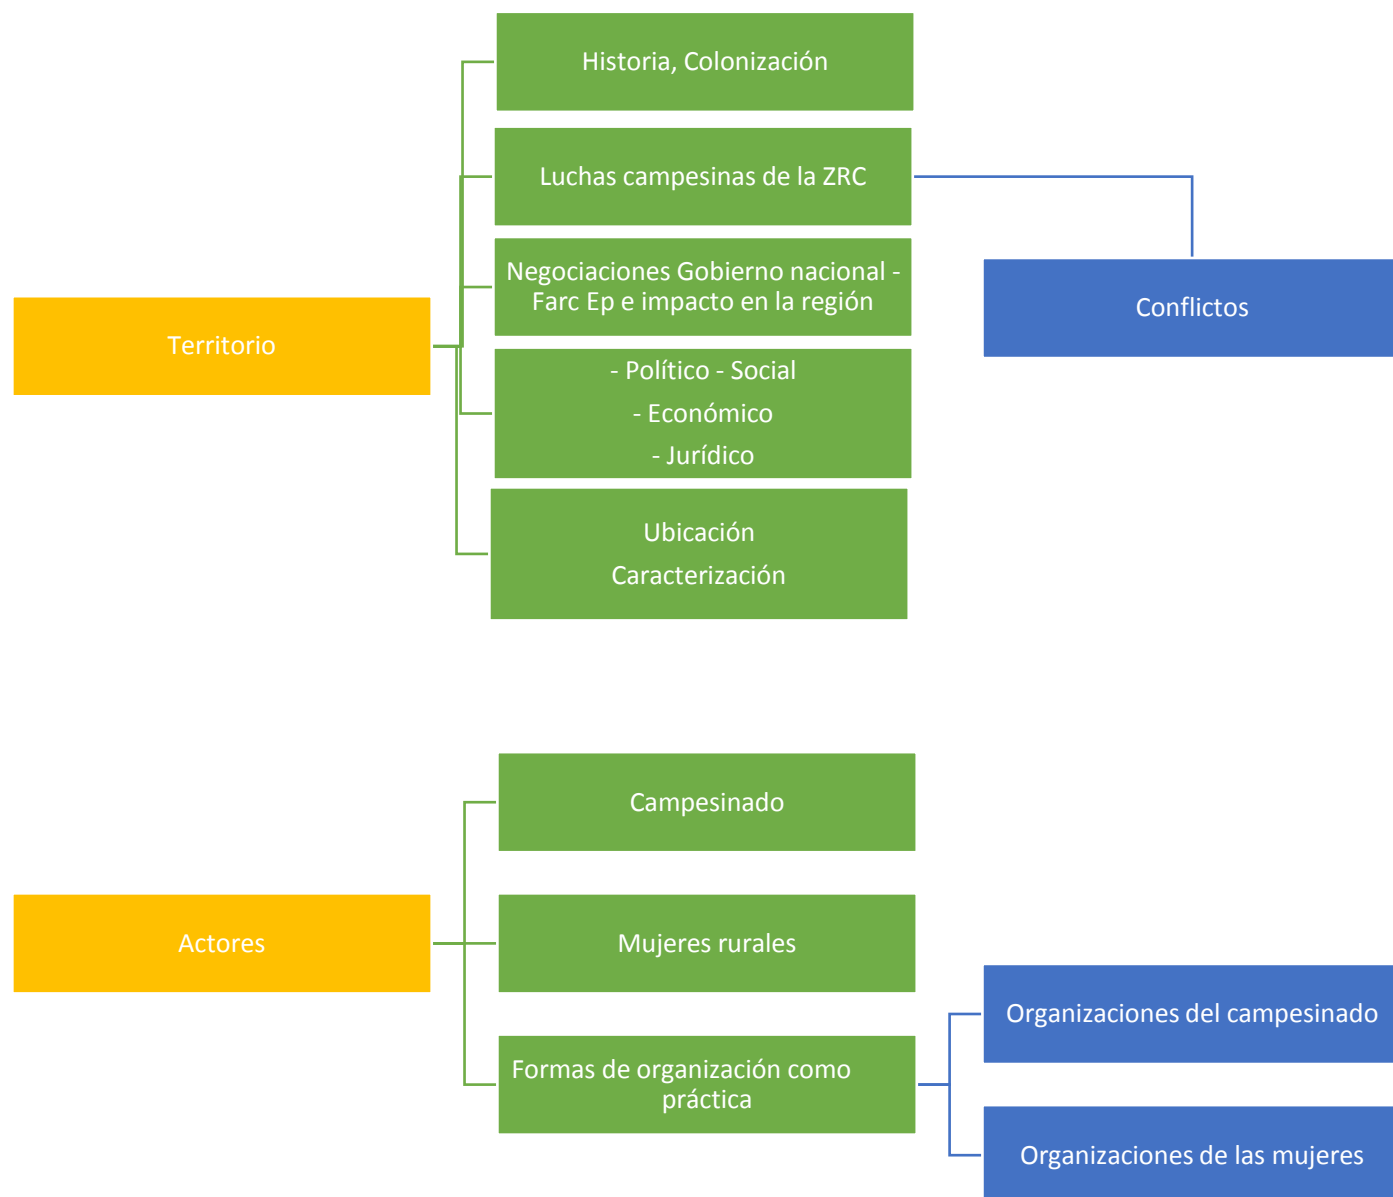 Historia, Colonización
Luchas campesinas de la ZRC
Negociaciones Gobierno nacional -
Farc Ep e impacto en la región
Conflictos
Territorio
- Político - Social
- Económico
- Jurídico
Ubicación
Caracterización
Campesinado
Actores
Mujeres rurales
Formas de organización como
práctica
Organizaciones del campesinado
Organizaciones de las mujeres